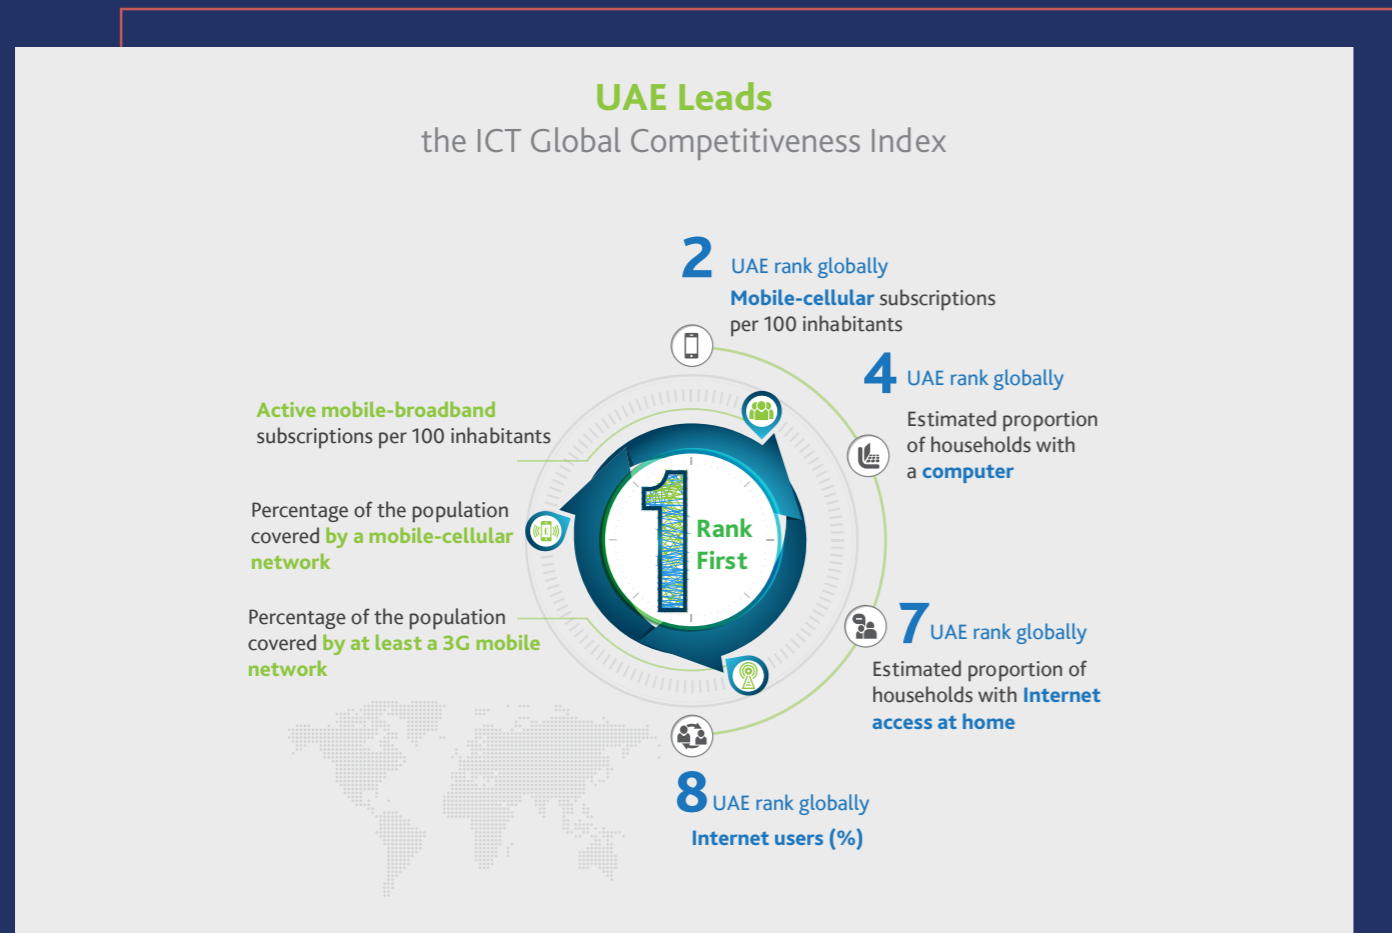 UAE Leads
the ICT Global Competitiveness Index
2 UAE rank globally
Mobile-cellular subscriptions
per 100 inhabitants
4 UAE rank globally
Estimated proportion
of households with
a computer
7 UAE rank globally
Estimated proportion of
households with Internet
access at home
8 UAE rank globally
Internet users (%)
Active mobile-broadband
subscriptions per 100 inhabitants
Percentage of the population
covered by a mobile-cellular
network
Percentage of the population
covered by at least a 3G mobile
network
1
Rank
First